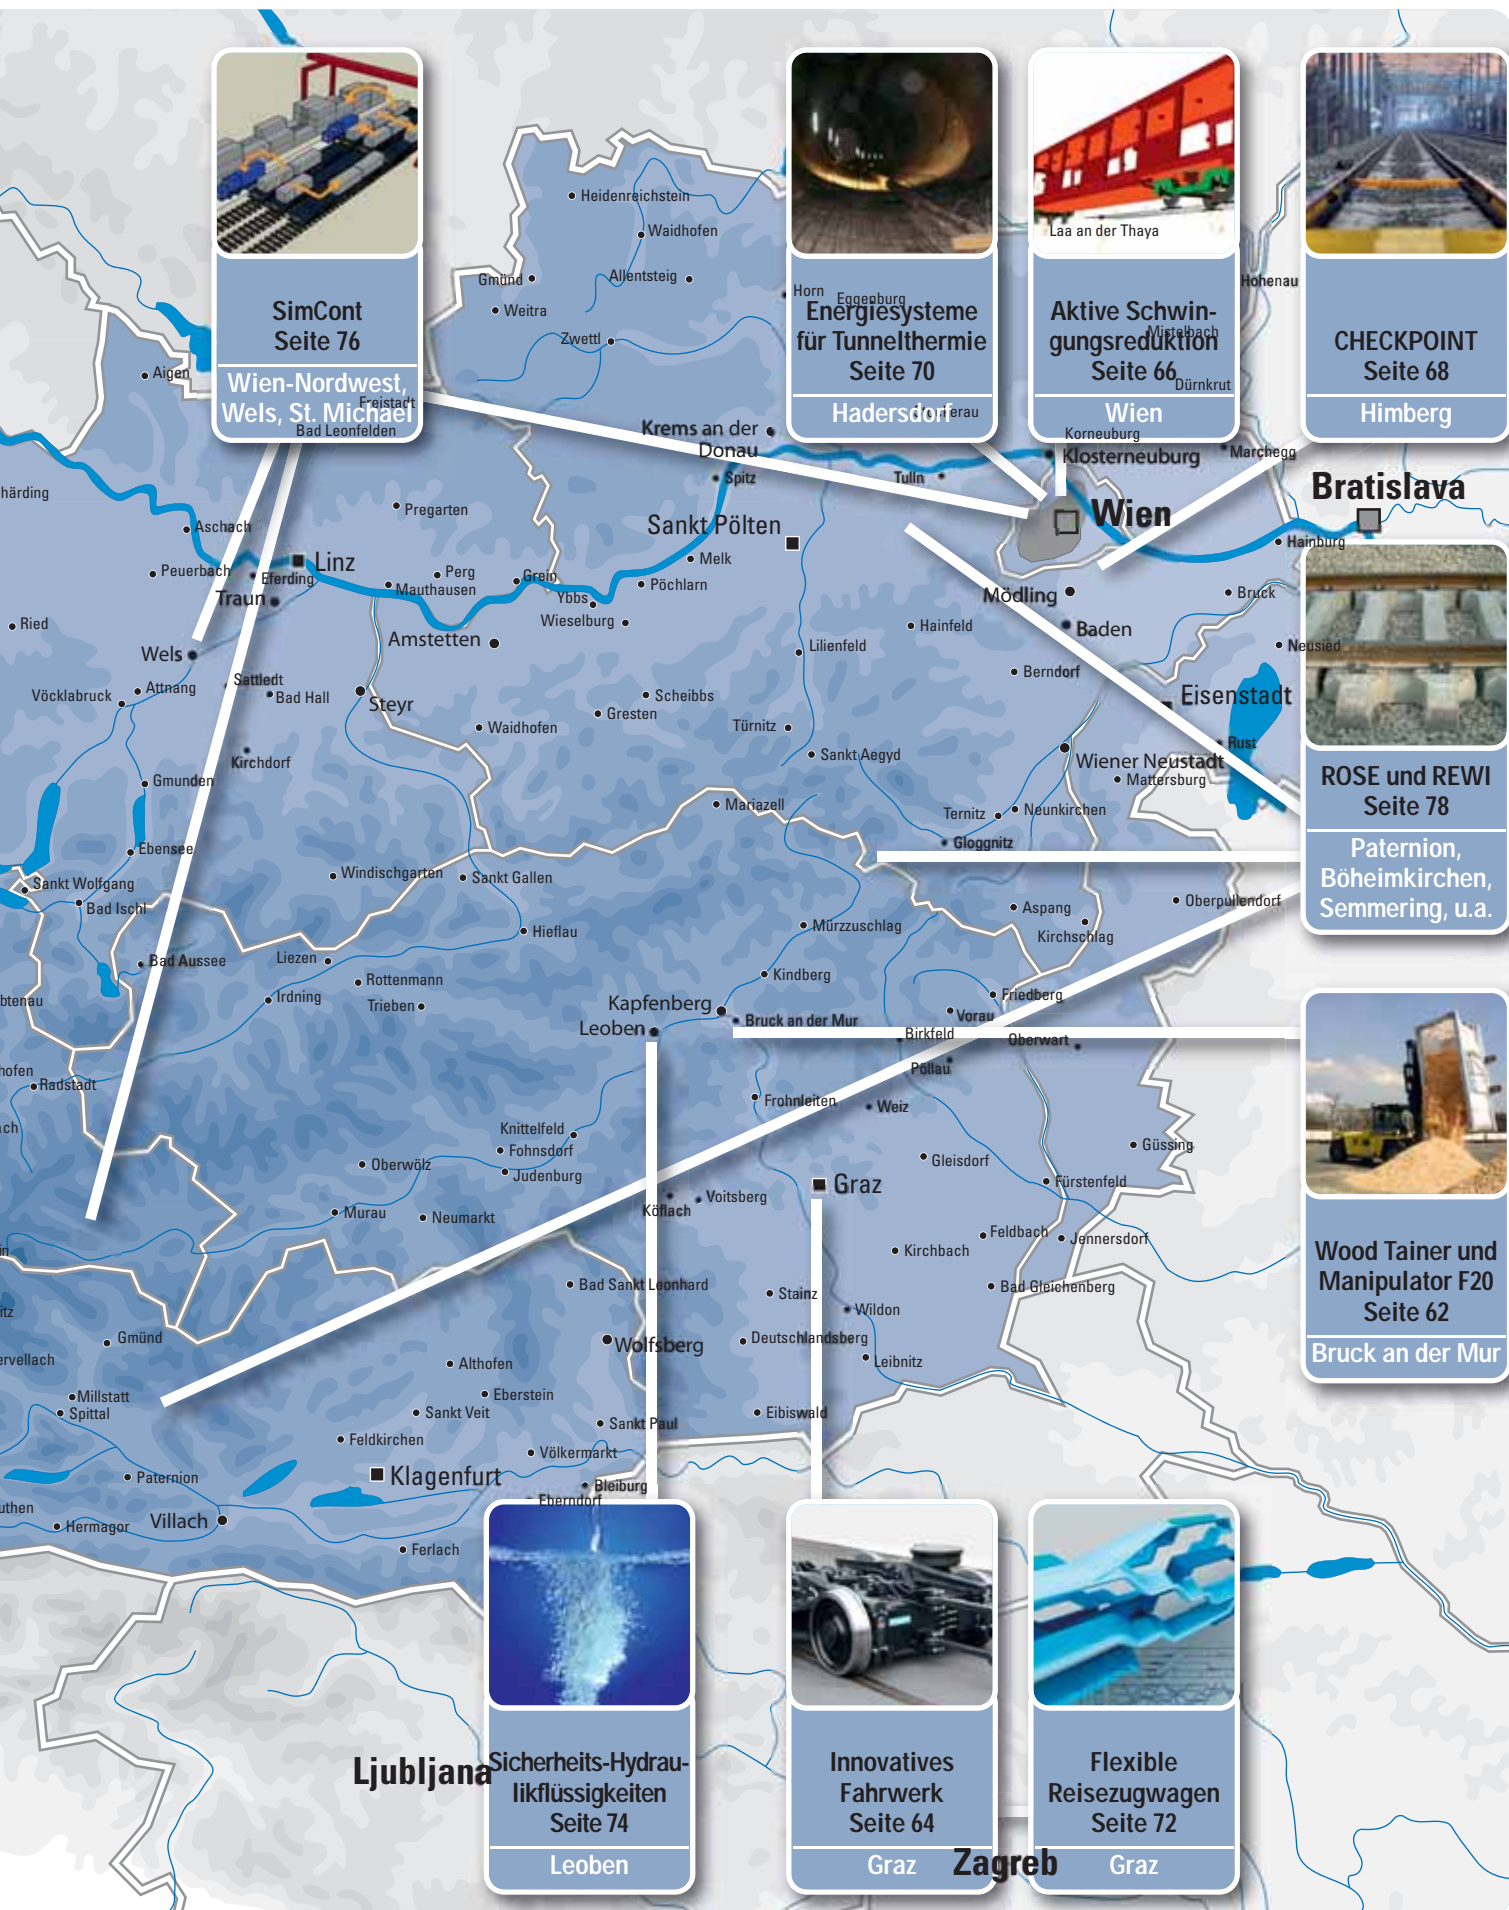 SimCont
Seite 76
Wien-Nordwest,
Wels, St. Michael
Energiesysteme
für Tunnelthermie
Seite 70
Hadersdorf
Aktive Schwin-
gungsreduktion
Seite 66
Wien
CHECKPOINT
Seite 68
Himberg
Laa an der Thaya
Heidenreichstein
Waidhofen
Gmünd
Allentsteig
Weitra
Zwettl
Horn
Eggenburg
Hohenau
Mistelbach
Dürnkrut
Aigen
Freistadt
Bad Leonfelden
Krems an der
Donau
Spitz
Korneuburg
Klosterneuburg
Marchegg
Tulln
Bratislava
härding
Aschach
Pregarten
Sankt Pölten
Wien
Hainburg
Peuerbach
Eferding
Linz
Perg
Mauthausen
Grein
Melk
Pöchlarn
Ybbs
Wieselburg
Traun
Mödling
Bruck
Ried
Amstetten
Hainfeld
Baden
Neusied
Wels
Lilienfeld
Berndorf
Vöcklabruck
Attnang
Sattledt
Bad Hall
Steyr
Scheibbs
Gresten
Eisenstadt
Waidhofen
Türnitz
Rust
Kirchdorf
Sankt Aegyd
Wiener Neustadt
Mattersburg
Gmunden
Mariazell
Ternitz
Neunkirchen
Gloggnitz
Ebensee
ROSE und REWI
Seite 78
Paternion,
Böheimkirchen,
Semmering, u.a.
Sankt Wolfgang
Bad Ischl
Windischgarten
Sankt Gallen
Aspang
Oberpullendorf
Kirchschlag
Hieflau
Mürzzuschlag
Bad Aussee
Liezen
Rottenmann
Kindberg
btenau
Irdning
Trieben
Kapfenberg
Leoben
Bruck an der Mur
Friedberg
Vorau
Birkfeld
Oberwart
Pöllau
hofen
Radstadt
Frohnleiten
Weiz
ach
Knittelfeld
Fohnsdorf
Judenburg
Oberwölz
Güssing
Gleisdorf
Fürstenfeld
Murau
Neumarkt
Köflach
Voitsberg
Graz
Feldbach
Jennersdorf
Kirchbach
in
Bad Sankt Leonhard
Stainz
Bad Gleichenberg
Wildon
itz
Gmünd
Wolfsberg
Deutschlandsberg
Leibnitz
ervellach
Althofen
Eberstein
Millstatt
Spittal
Sankt Veit
Sankt Paul
Eibiswald
Feldkirchen
Völkermarkt
Paternion
Klagenfurt
Bleiburg
Eberndorf
uthen
Hermagor
Villach
Ferlach
Wood Tainer und
Manipulator F20
Seite 62
Bruck an der Mur
Ljubljana
Sicherheits-Hydrau-
likflüssigkeiten
Seite 74
Leoben
Innovatives
Fahrwerk
Seite 64
Graz
Zagreb
Flexible
Reisezugwagen
Seite 72
Graz